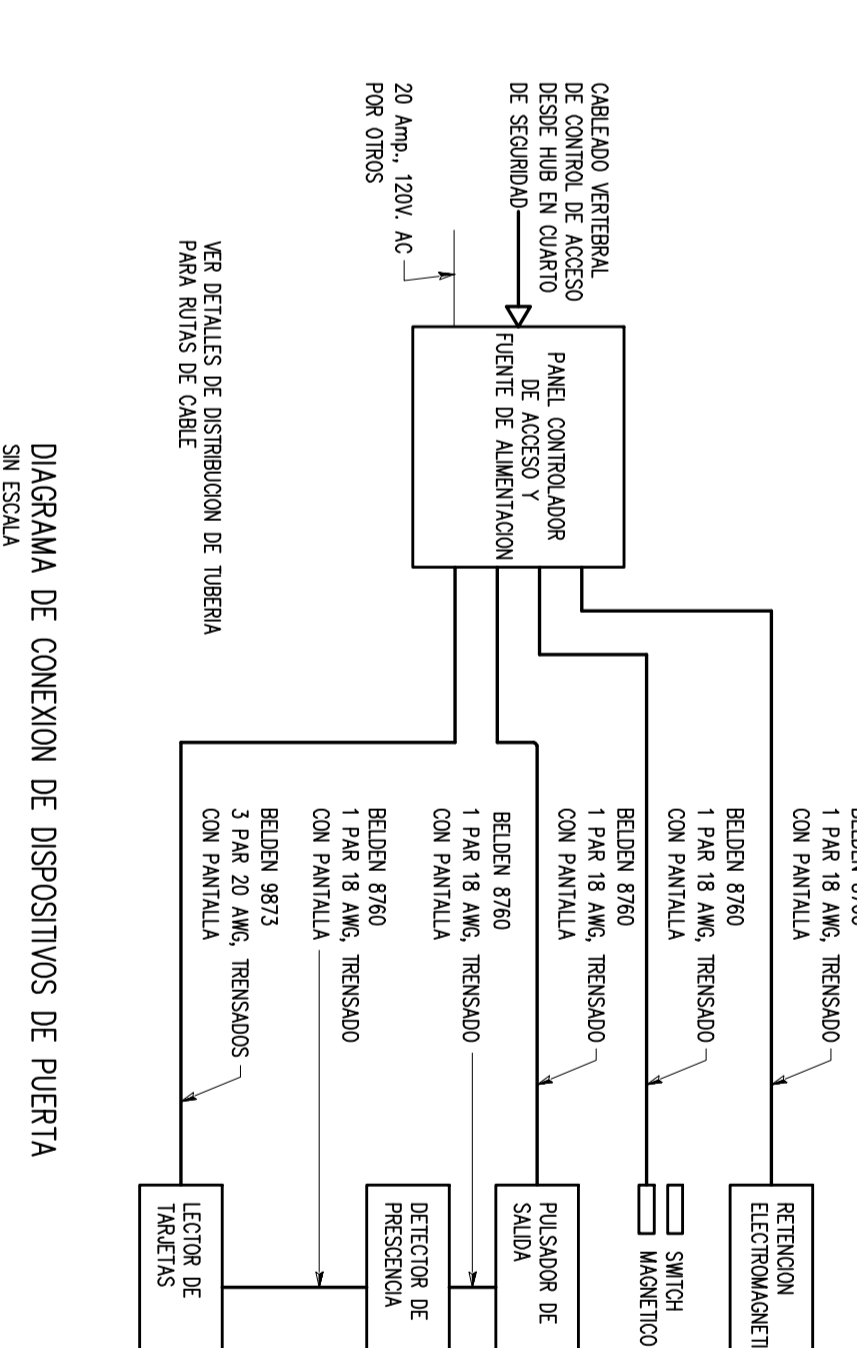 CABLEADO VERTEBRAL
DE CONTROL DE ACCESO
DESDE HUB EN CUARTO
DE SEGURIDAD
20 Amp., 120V. AC
POR OTROS
PANEL CONTROLADOR
DE ACCESO Y
FUENTE DE ALIMENTACION
VER DETALLES DE DISTRIBUCION DE TUBERIA
PARA RUTAS DE CABLE
1 PAR 18 AWG, TRENSADO
CON PANTALLA
BELDEN 8760
1 PAR 18 AWG, TRENSADO
CON PANTALLA
BELDEN 8760
1 PAR 18 AWG, TRENSADO
CON PANTALLA
BELDEN 8760
1 PAR 18 AWG, TRENSADO
CON PANTALLA
BELDEN 8760
1 PAR 18 AWG, TRENSADO
CON PANTALLA
BELDEN 9873
3 PAR 20 AWG, TRENSADOS
CON PANTALLA
RETENCION
ELECTROMAGNETI
SWITCH
MAGNETICO
PULSADOR DE
SALIDA
DETECTOR DE
PRESCENCIA
LECTOR DE
TARJETAS
DIAGRAMA DE CONEXION DE DISPOSITIVOS DE PUERTA
SIN ESCALA